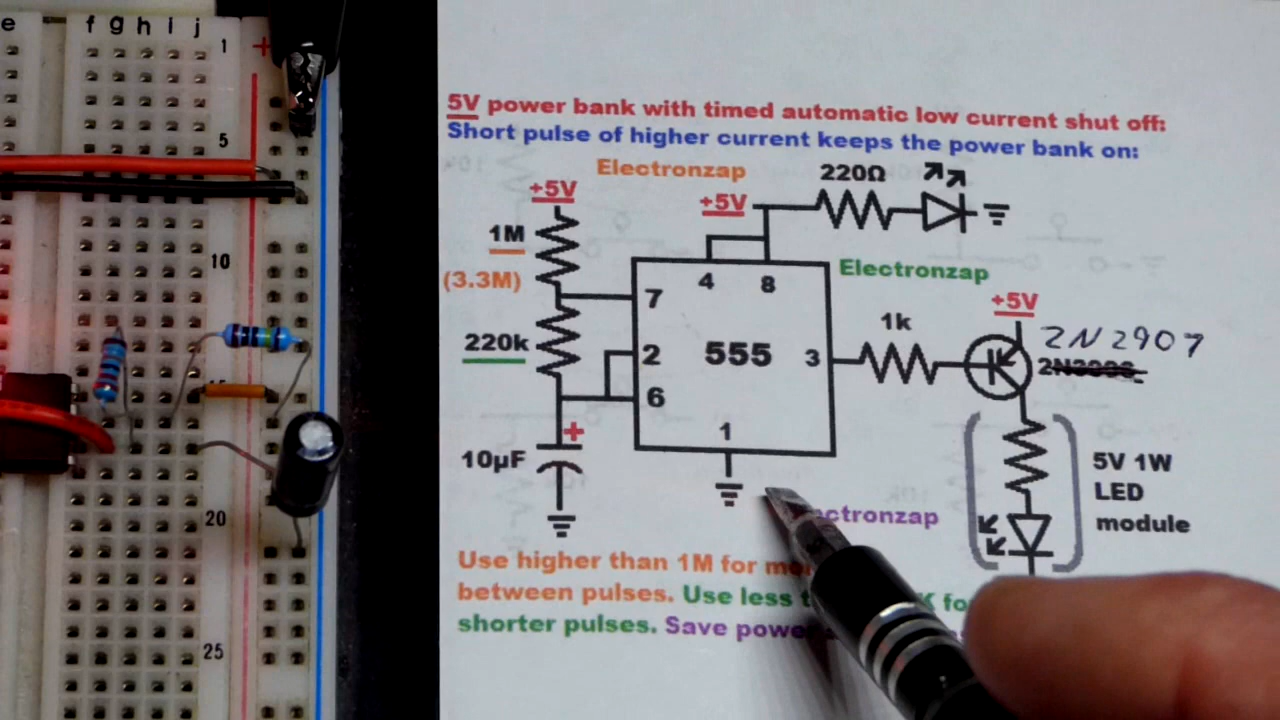 e f g h i j
1
+
5
10
15
20
25
5V power bank with timed automatic low current shut off:
Short pulse of higher current keeps the power bank on:
Electronzap
+5V
+5V
220Ω
1M
(3.3M)
4 8
Electronzap
7
220k
2
555
3
1k
+5V
2N2907
6
1
+
10µF
ctronzap
5V 1W
LED
module
Use higher than 1M for
between pulses. Use less
shorter pulses. Save